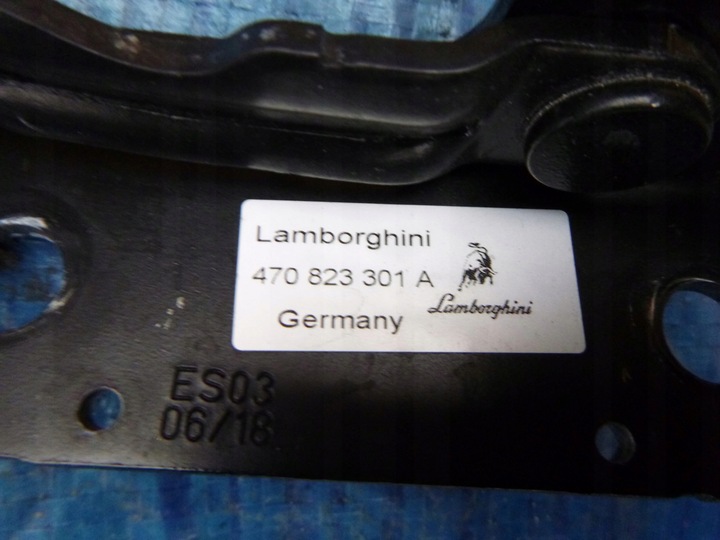 Lamborghini
470 823 301 A
Lamborghini
Germany
ES03
06/18